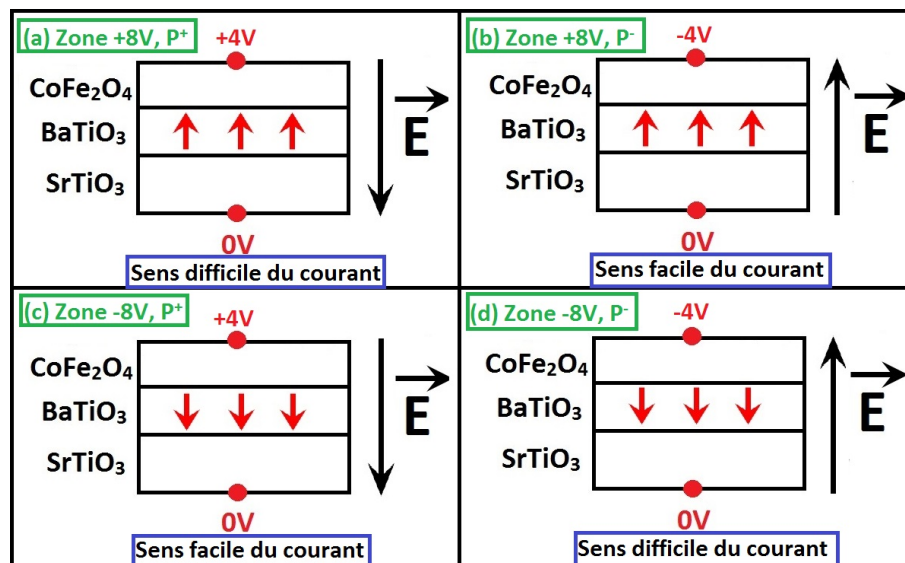 (a) Zone +8V, P⁺
+4V
CoFe₂O₄
BaTiO₃
SrTiO₃
E
0V
Sens difficile du courant
(b) Zone +8V, P⁻
-4V
CoFe₂O₄
BaTiO₃
SrTiO₃
E
0V
Sens facile du courant
(c) Zone -8V, P⁺
+4V
CoFe₂O₄
BaTiO₃
SrTiO₃
E
0V
Sens facile du courant
(d) Zone -8V, P⁻
-4V
CoFe₂O₄
BaTiO₃
SrTiO₃
E
0V
Sens difficile du courant